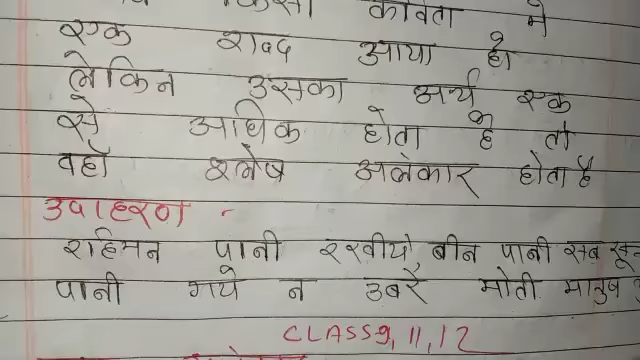 किसी कविता में
एक शब्द आया हो
लेकिन उसका अर्थ एक
से अधिक होता है तो
वहाँ श्लेष अलंकार होता है
उदाहरण -
रहिमन पानी रखीयो, बीन पानी सब सून
पानी गये न उबरै मोती मानुष
CLASS 9, 11, 12